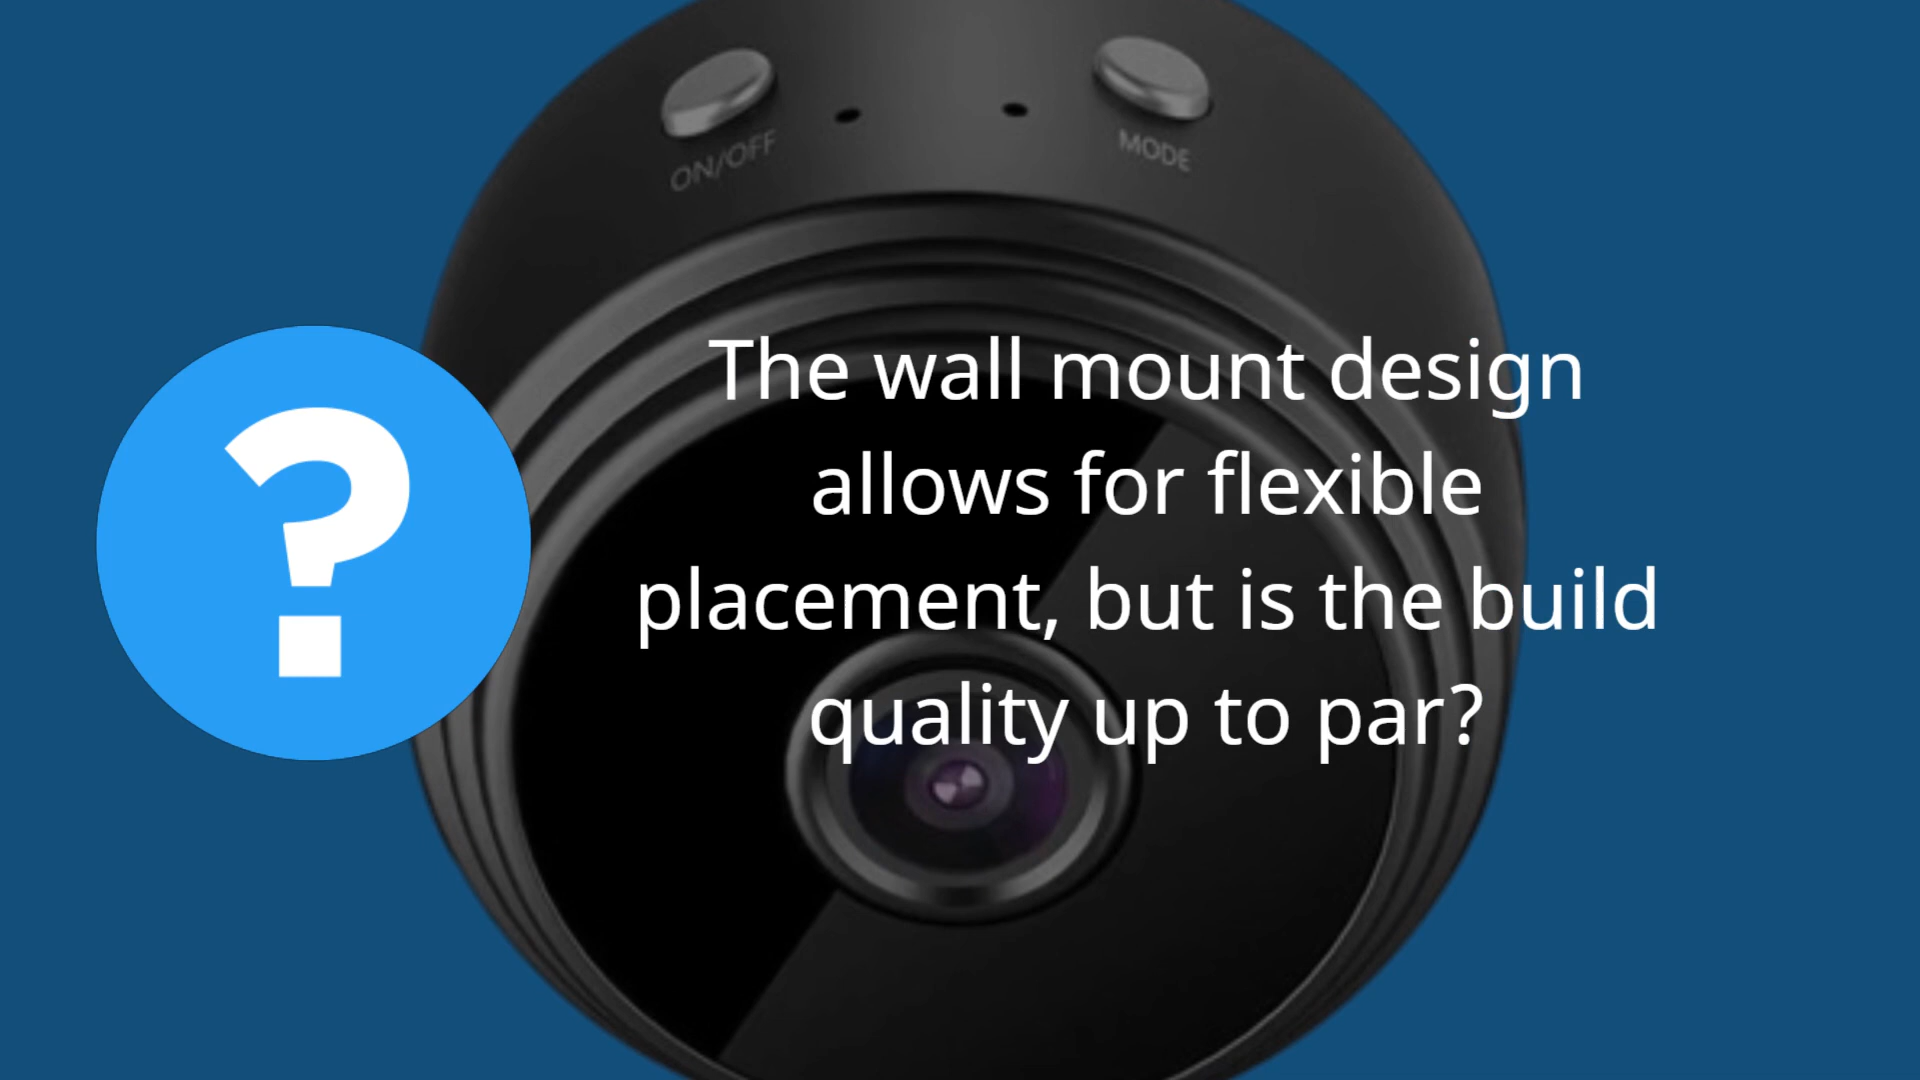 ON/OFF
MODE
?
The wall mount design
allows for flexible
placement, but is the build
quality up to par?